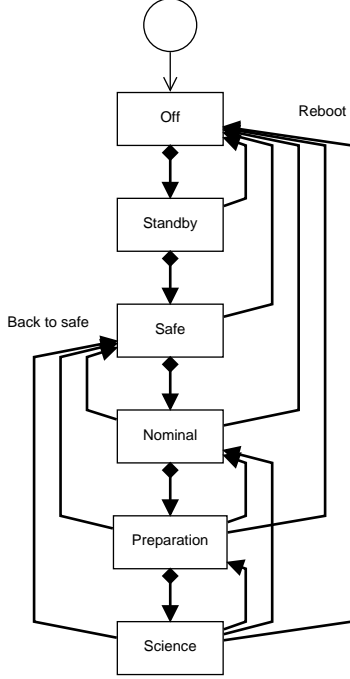 Off
Reboot
Standby
Back to safe
Safe
Nominal
Preparation
Science